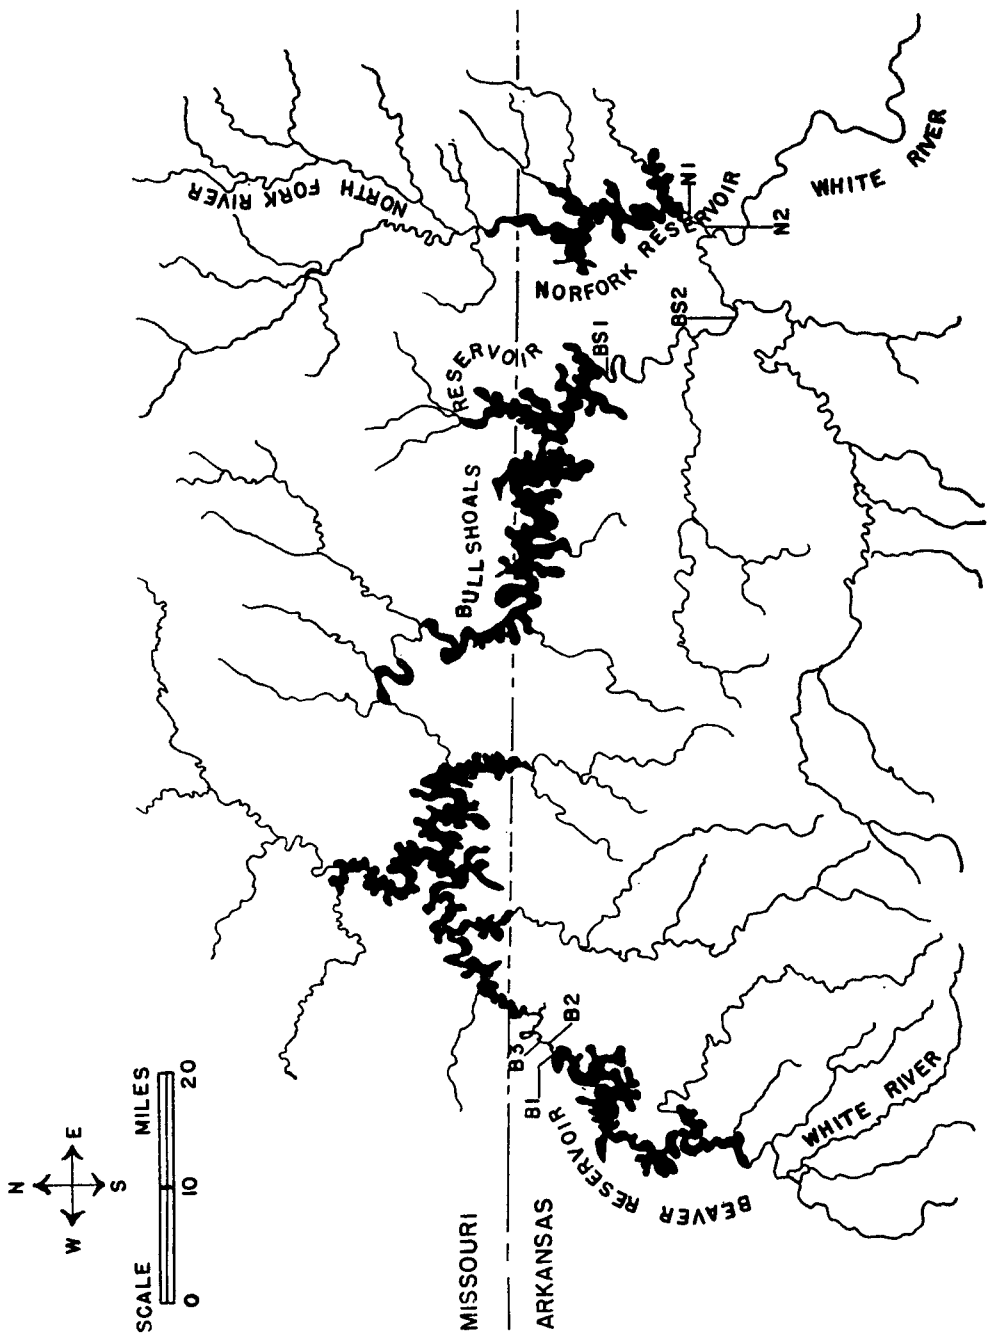 N
W E
S
SCALE MILES
0 10 20
MISSOURI
ARKANSAS
BEAVER RESERVOIR
B1
B2
B3
WHITE RIVER
BULL SHOALS
RESERVOIR
BS1
BS2
NORTH FORK RIVER
NORFORK RESERVOIR
N1
N2
WHITE RIVER